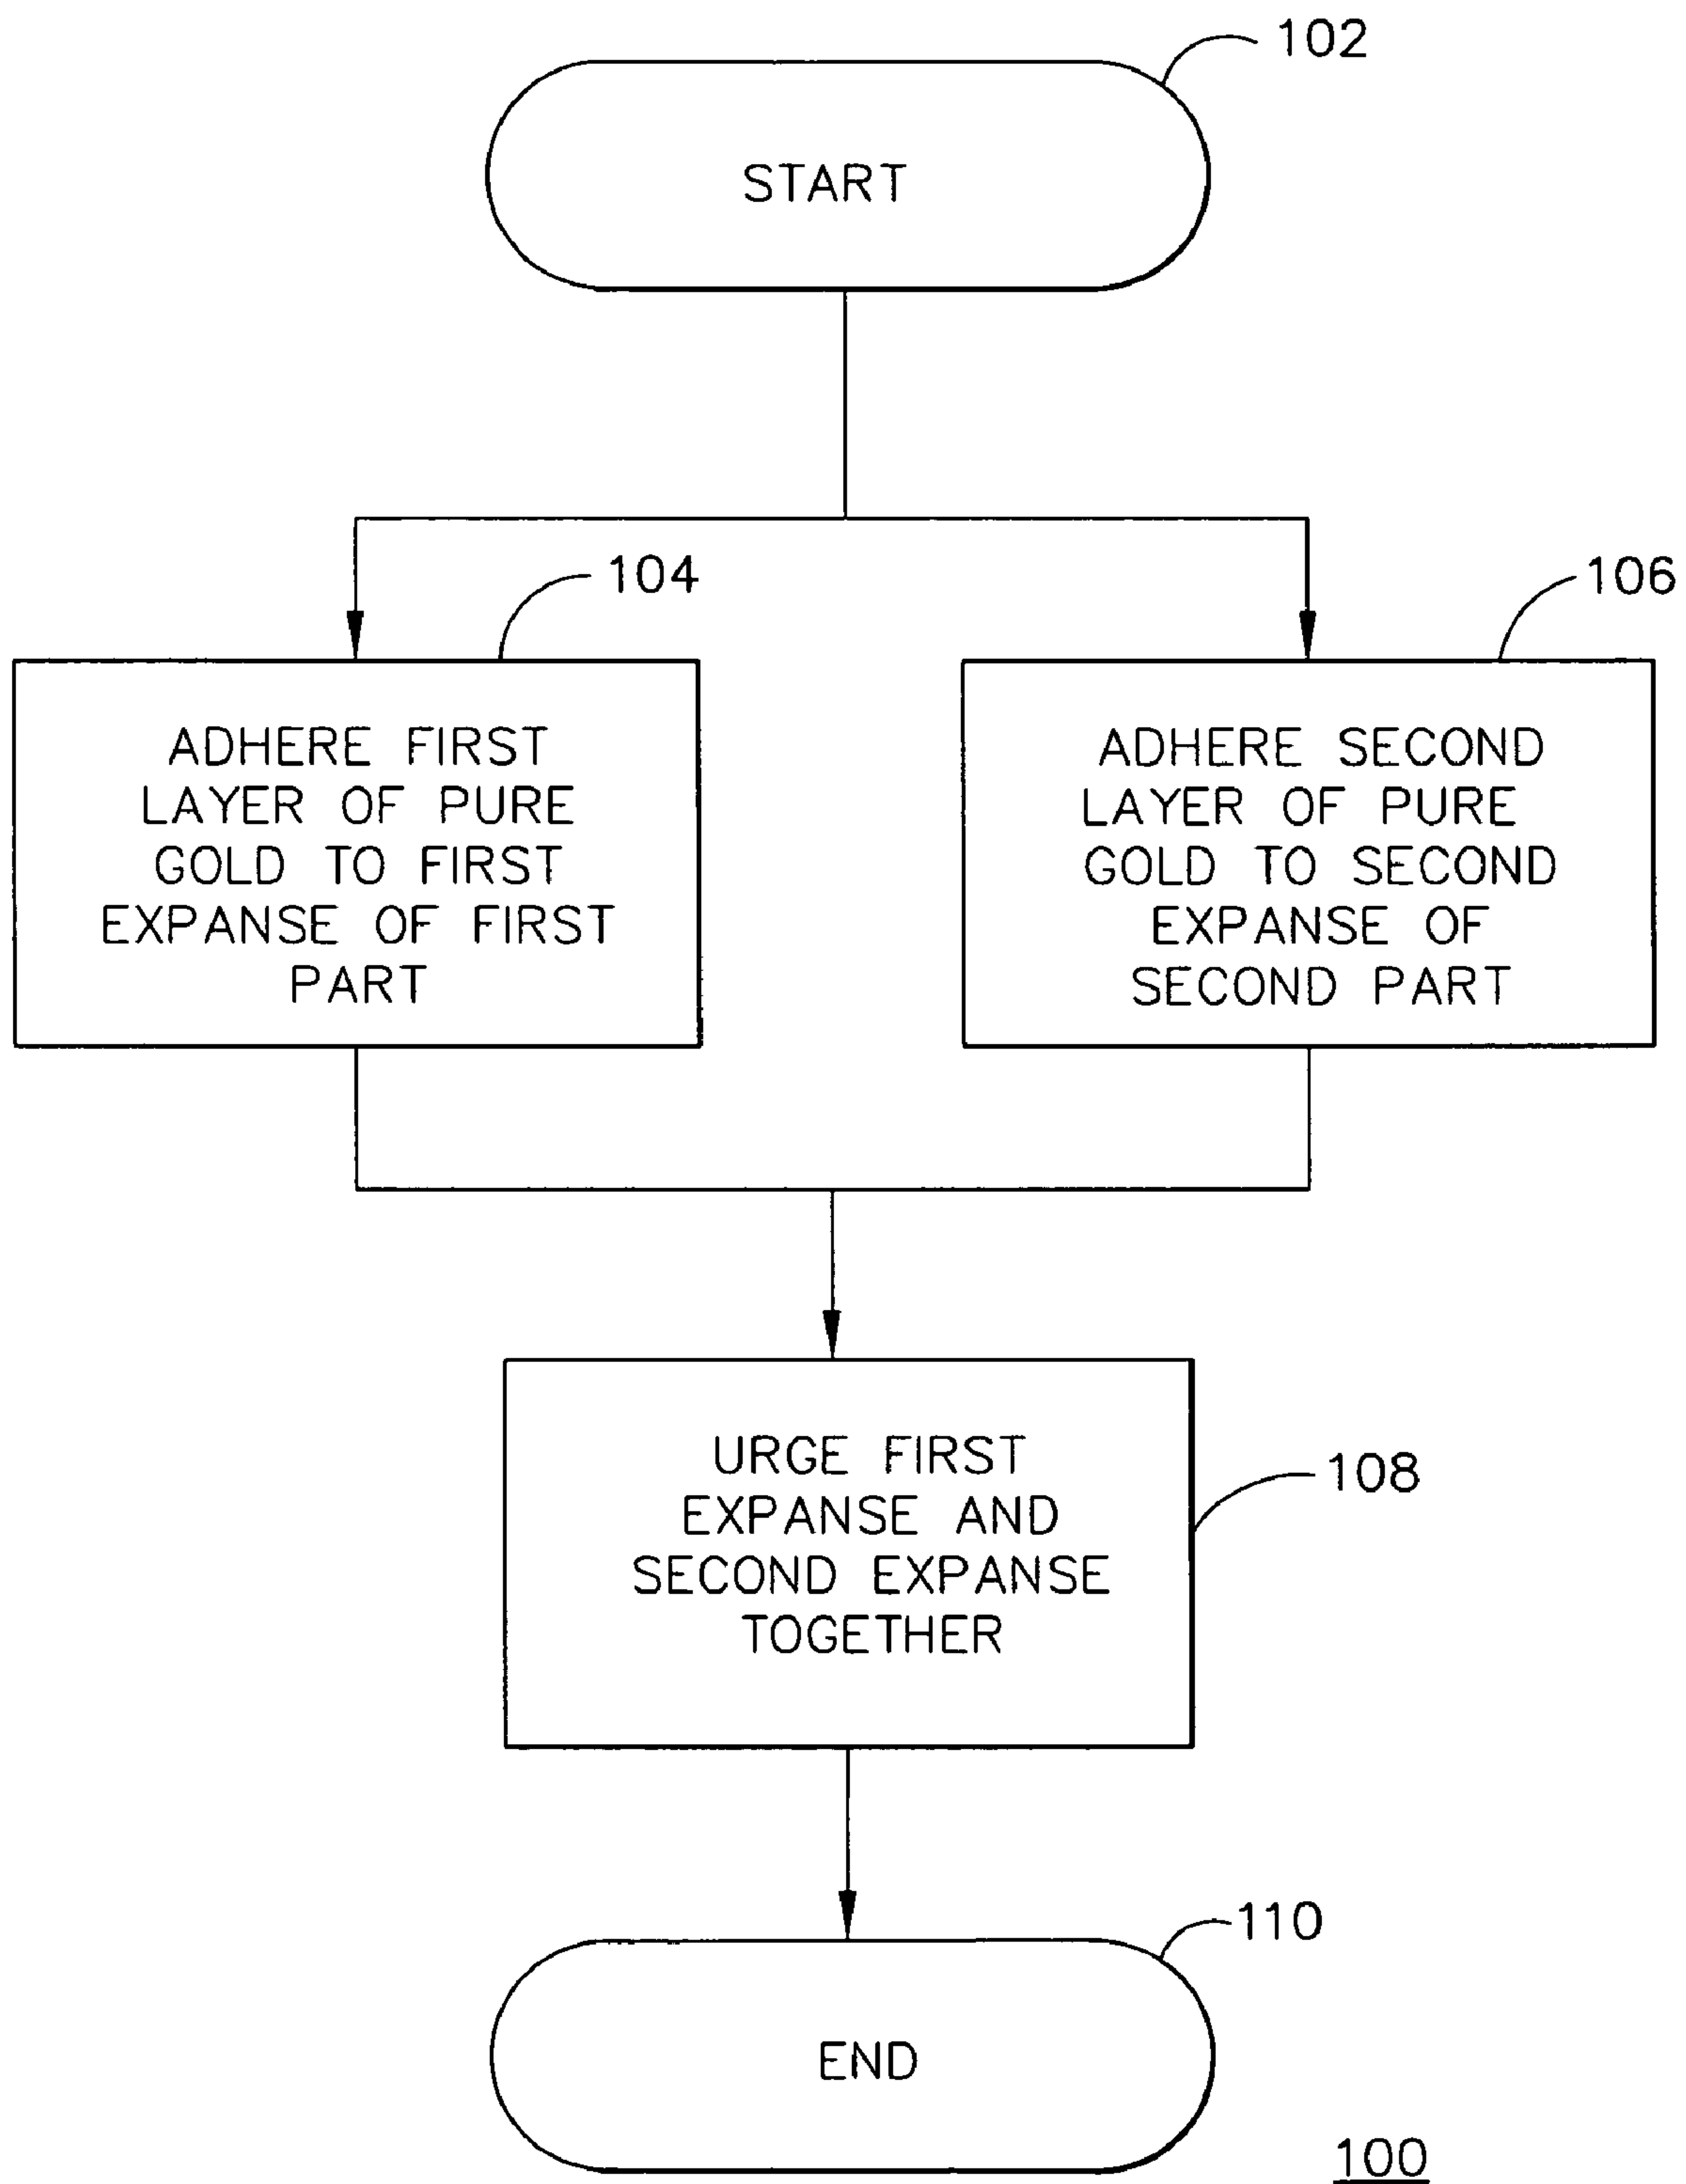 102
START
104
106
ADHERE FIRST
LAYER OF PURE
GOLD TO FIRST
EXPANSE OF FIRST
PART
ADHERE SECOND
LAYER OF PURE
GOLD TO SECOND
EXPANSE OF
SECOND PART
URGE FIRST
EXPANSE AND
SECOND EXPANSE
TOGETHER
108
110
END
100